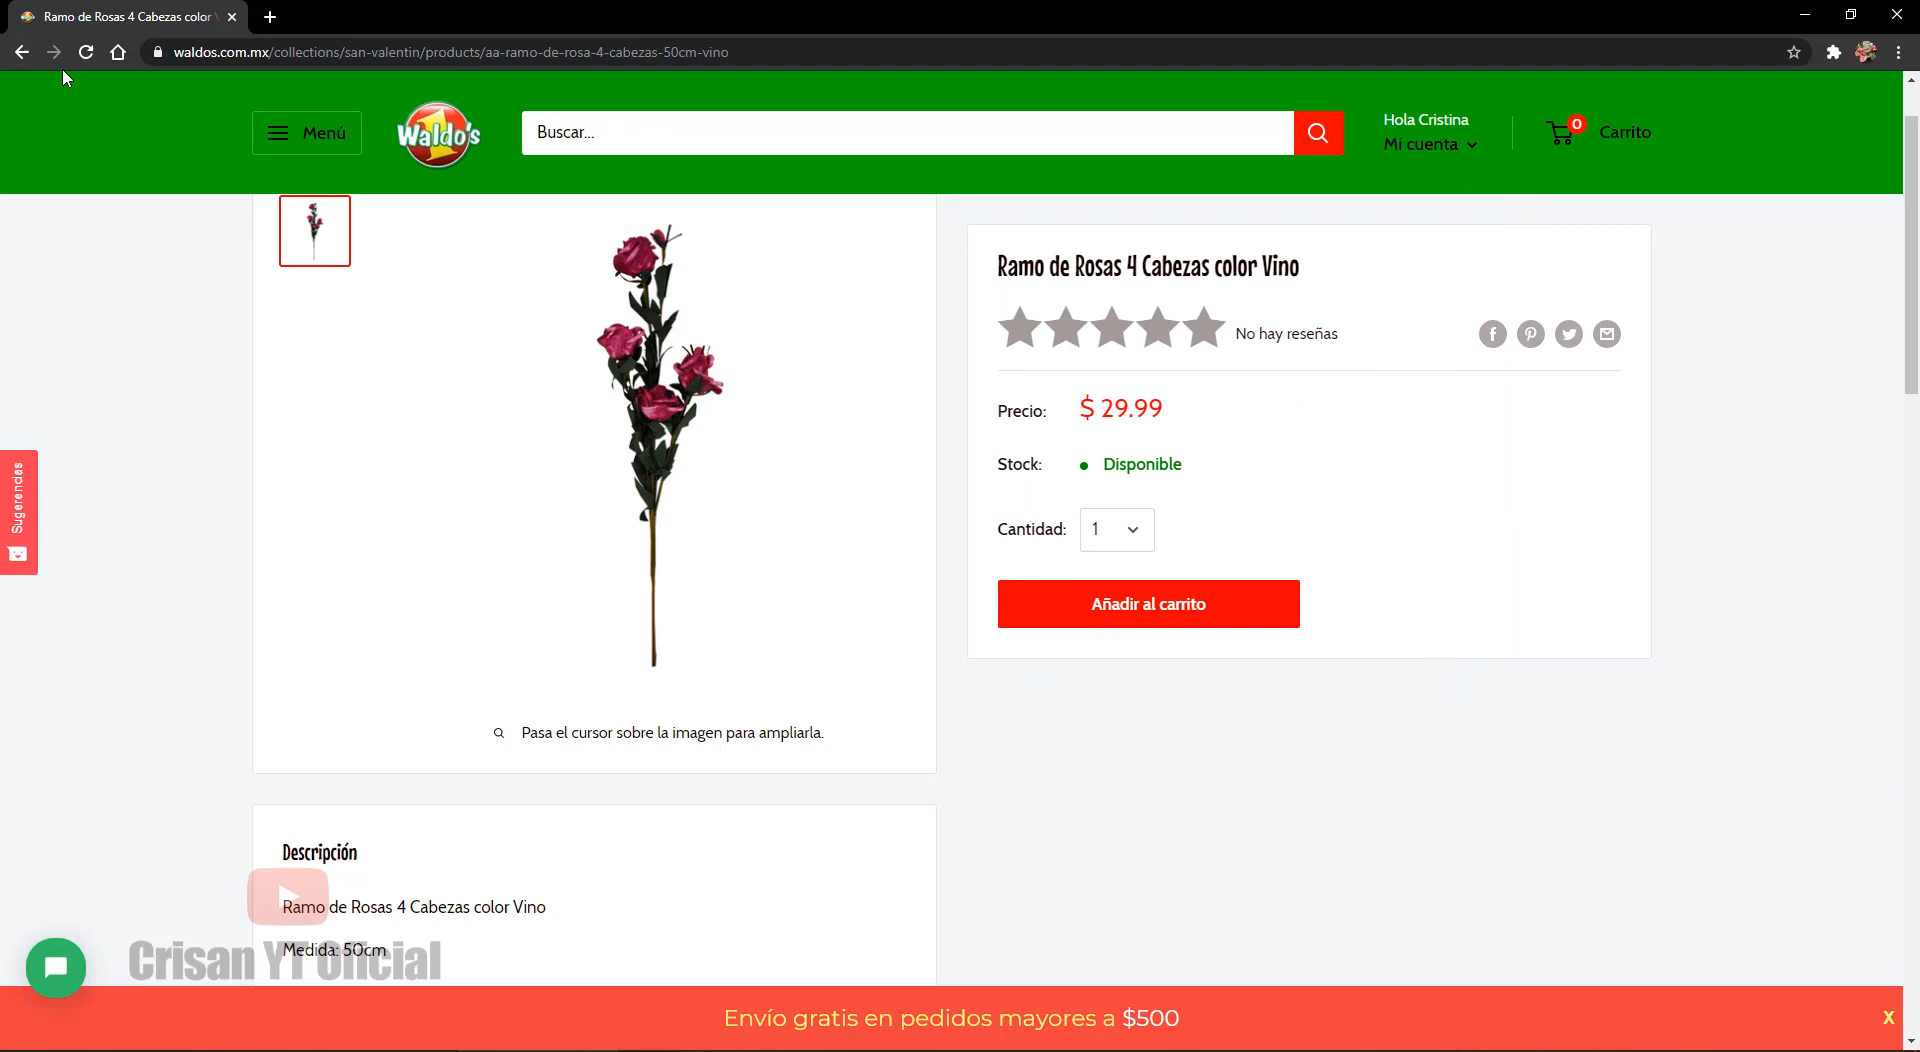 Ramo de Rosas 4 Cabezas color
waldos.com.mx/collections/san-valentin/products/aa-ramo-de-rosa-4-cabezas-50cm-vino
Menú
Waldo's
1
Buscar...
Hola Cristina
Mi cuenta
0
Carrito
Ramo de Rosas 4 Cabezas color Vino
No hay reseñas
Precio: $ 29.99
Stock: Disponible
Cantidad: 1
Añadir al carrito
Sugerendas
Pasa el cursor sobre la imagen para ampliarla.
Descripción
Ramo de Rosas 4 Cabezas color Vino
Medida: 50cm
Crisan YT Oficial
Envío gratis en pedidos mayores a $500
X